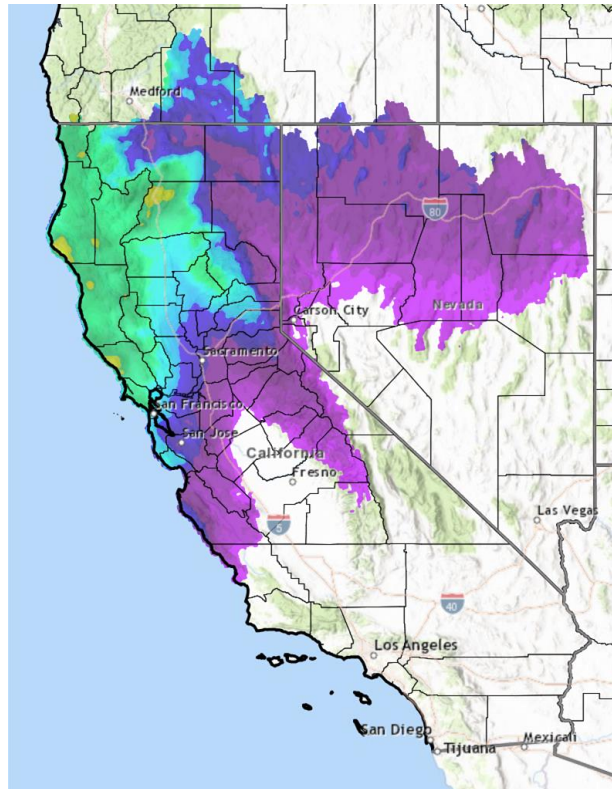 Medford
80
Nevada
Carson City
Sacramento
San Francisco
San Jose
California
Fresno
5
Las Vegas
40
Los Angeles
San Diego
Tijuana
Mexicali